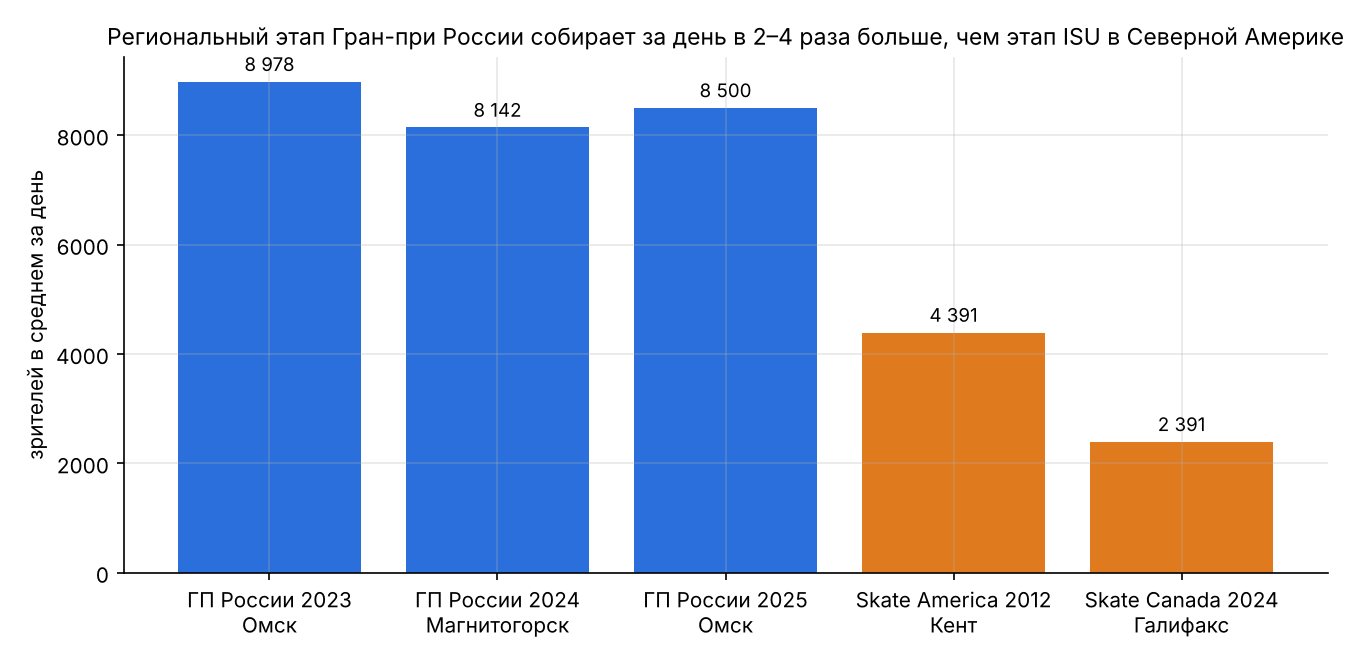 Региональный этап Гран-при России собирает за день в 2–4 раза больше, чем этап ISU в Северной Америке
зрителей в среднем за день
8000
6000
4000
2000
0
8 978
8 142
8 500
4 391
2 391
ГП России 2023
Омск
ГП России 2024
Магнитогорск
ГП России 2025
Омск
Skate America 2012
Кент
Skate Canada 2024
Галифакс